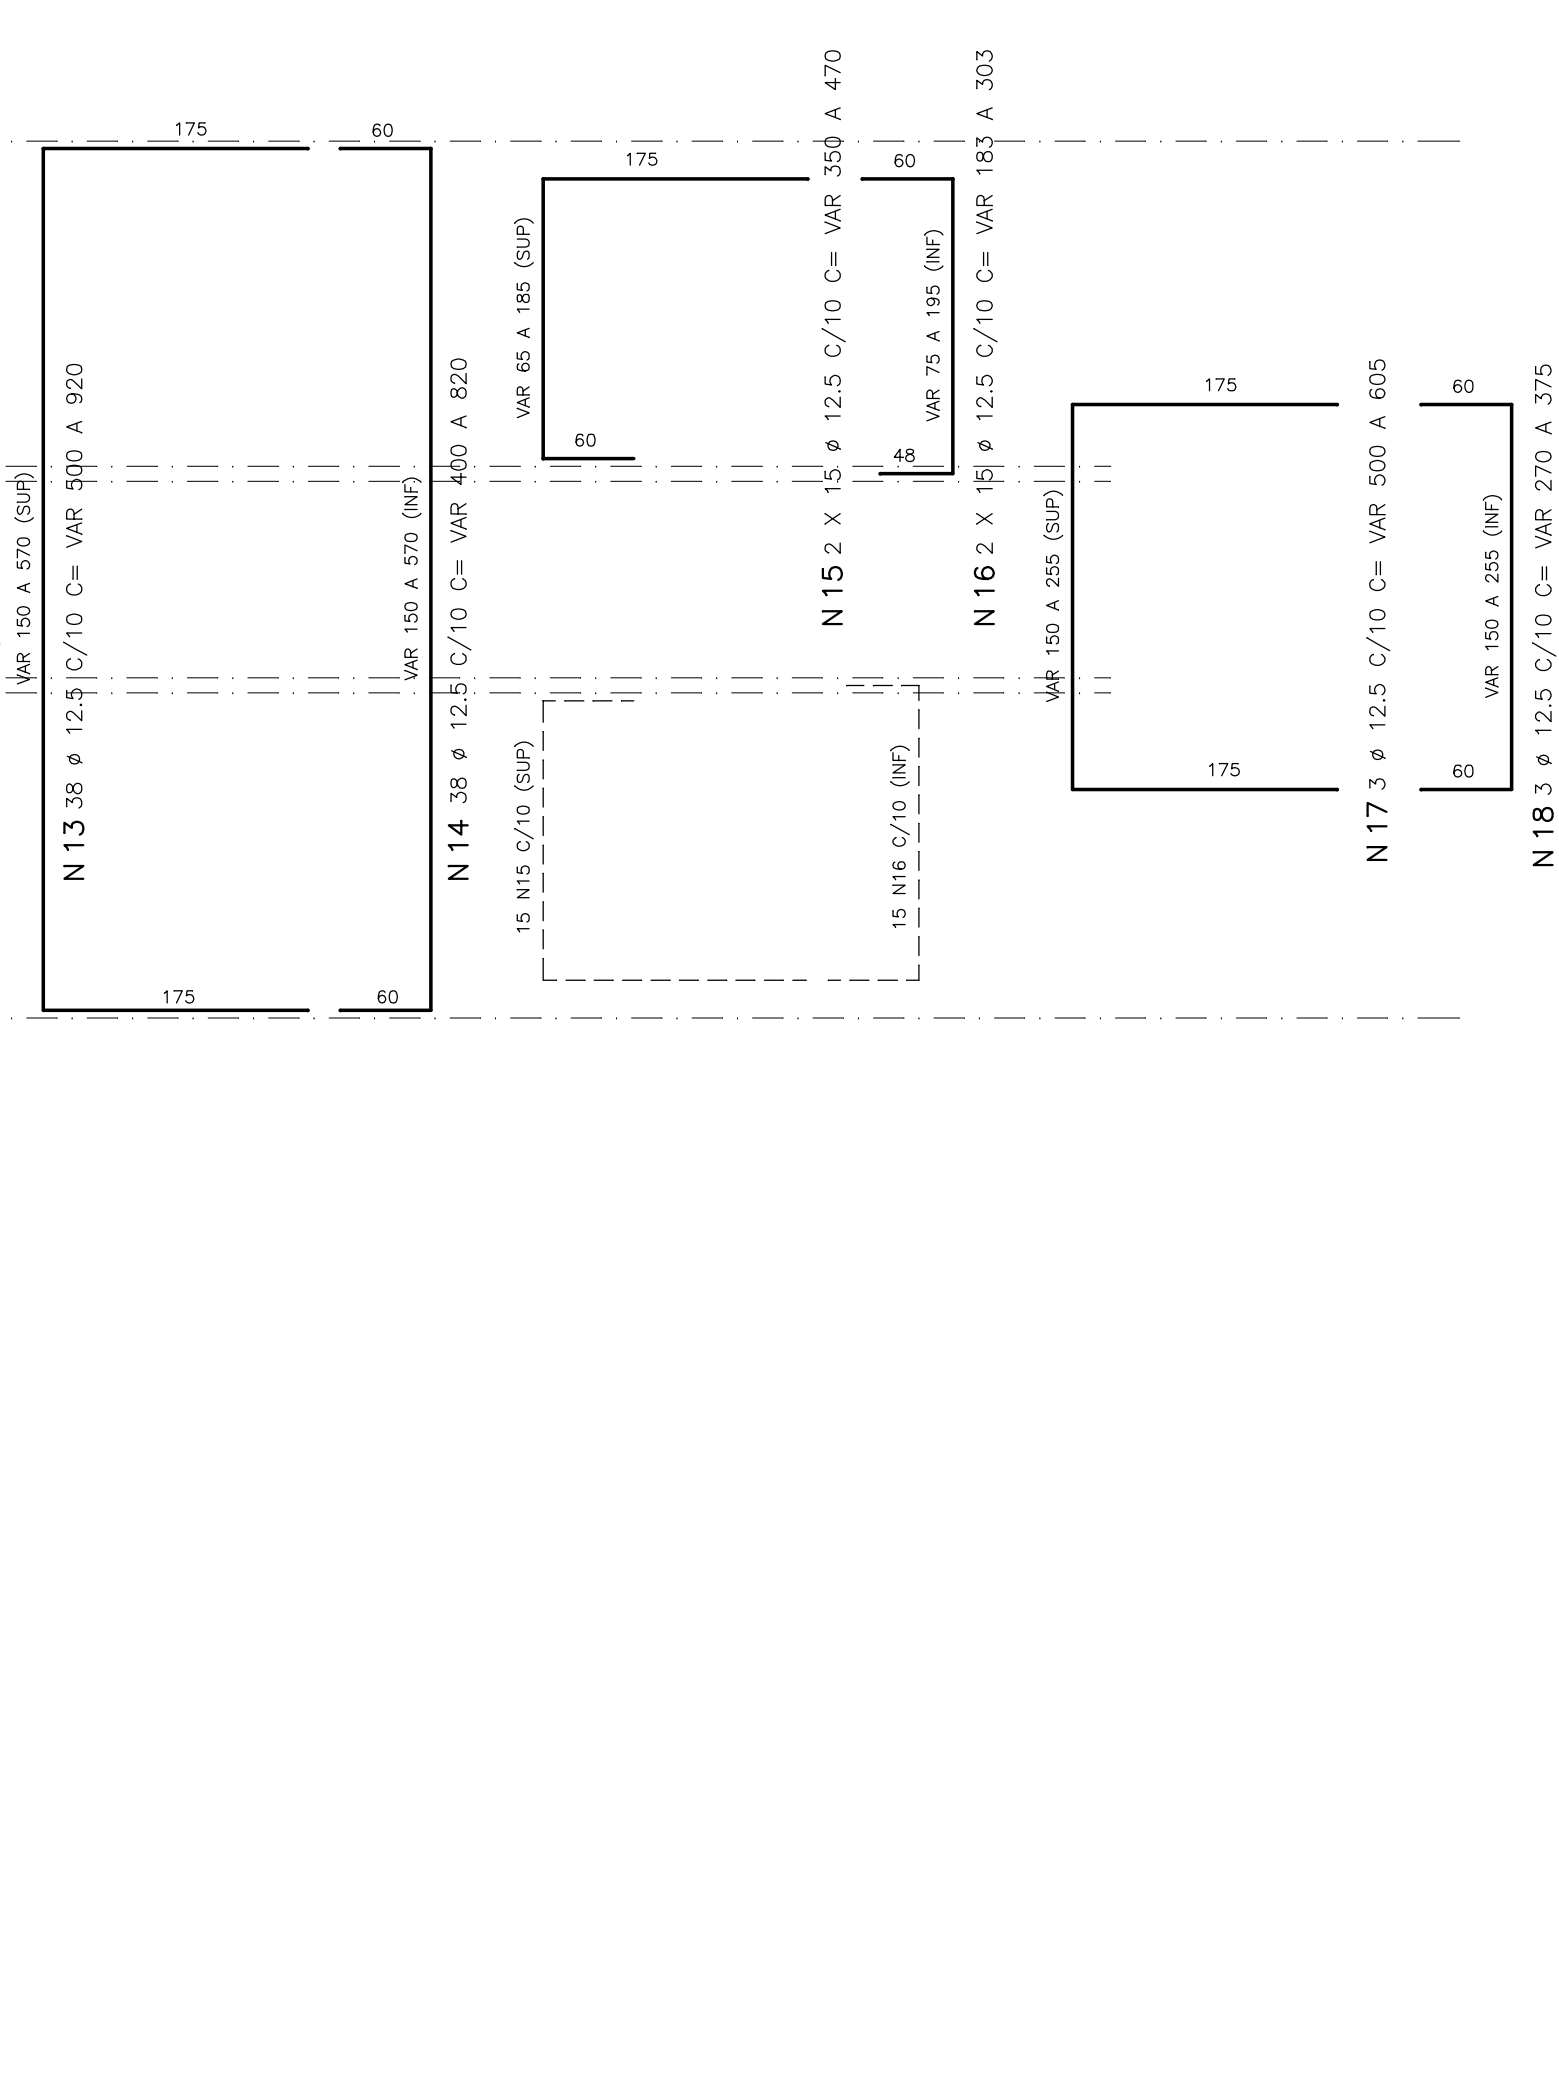 175
60
VAR 150 A 570 (SUP)
N13 38 ø 12.5 C/10 C= VAR 500 A 920
VAR 150 A 570 (INF)
N14 38 ø 12.5 C/10 C= VAR 400 A 820
175
60
175
60
VAR 65 A 185 (SUP)
60
N15 2 X 15 ø 12.5 C/10 C= VAR 350 A 470
VAR 75 A 195 (INF)
48
N16 2 X 15 ø 12.5 C/10 C= VAR 183 A 303
15 N15 C/10 (SUP)
15 N16 C/10 (INF)
175
60
VAR 150 A 255 (SUP)
N17 3 ø 12.5 C/10 C= VAR 500 A 605
VAR 150 A 255 (INF)
N18 3 ø 12.5 C/10 C= VAR 270 A 375
175
60